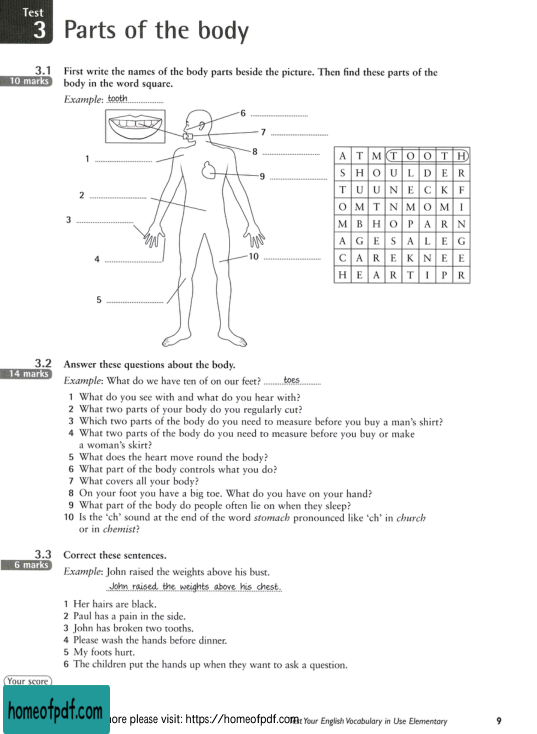 Test
3
Parts of the body
3.1
10 marks
First write the names of the body parts beside the picture. Then find these parts of the
body in the word square.
Example: tooth
6 ....................
7 ....................
8 ....................
9 ....................
1 ....................
2 ....................
3 ....................
4 ....................
10 ....................
5 ....................
A T M T O O T H
S H O U L D E R
T U U N E C K F
O M T N M O M I
M B H O P A R N
A G E S A L E G
C A R E K N E E
H E A R T I P R
3.2
14 marks
Answer these questions about the body.
Example: What do we have ten of on our feet? ........toes........
1 What do you see with and what do you hear with?
2 What two parts of your body do you regularly cut?
3 Which two parts of the body do you need to measure before you buy a man's shirt?
4 What two parts of the body do you need to measure before you buy or make
a woman's skirt?
5 What does the heart move round the body?
6 What part of the body controls what you do?
7 What covers all your body?
8 On your foot you have a big toe. What do you have on your hand?
9 What part of the body do people often lie on when they sleep?
10 Is the 'ch' sound at the end of the word stomach pronounced like 'ch' in church
or in chemist?
3.3
6 marks
Correct these sentences.
Example: John raised the weights above his bust.
John raised the weights above his chest.
1 Her hairs are black.
2 Paul has a pain in the side.
3 John has broken two tooths.
4 Please wash the hands before dinner.
5 My foots hurt.
6 The children put the hands up when they want to ask a question.
Your score
homeofpdf.com
more please visit: https://homeofpdf.com
Your English Vocabulary in Use Elementary
9